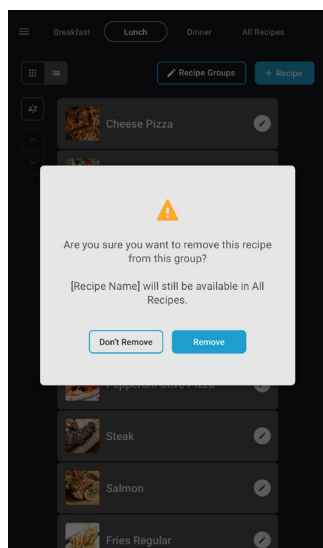 Breakfast
Lunch
Dinner
All Recipes
Recipe Groups
+ Recipe
AZ
Cheese Pizza
Are you sure you want to remove this recipe
from this group?
[Recipe Name] will still be available in All
Recipes.
Don't Remove
Remove
Pepperoni Olive Pizza
Steak
Salmon
Fries Regular